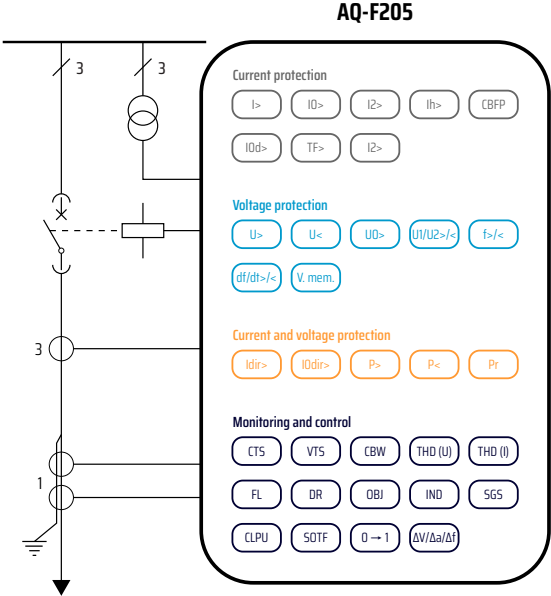 AQ-F205
3
3
Current protection
I>
I0>
I2>
Ih>
CBFP
I0d>
TF>
I2>
Voltage protection
U>
U<
U0>
U1/U2>/<
f>/<
df/dt>/<
V. mem.
Current and voltage protection
3
Idir>
I0dir>
P>
P<
Pr
Monitoring and control
CTS
VTS
CBW
THD (U)
THD (I)
1
FL
DR
OBJ
IND
SGS
CLPU
SOTF
0 → 1
ΔV/Δa/Δf